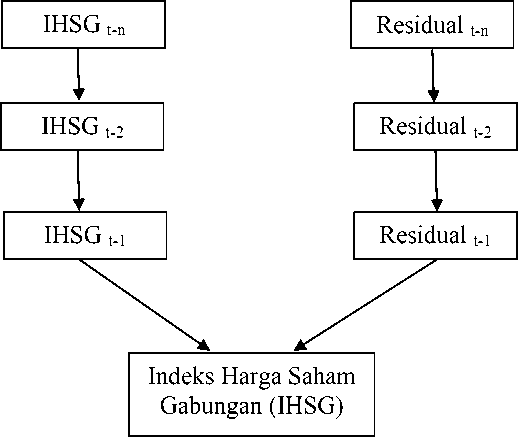 IHSG t-n
Residual t-n
IHSG t-2
Residual t-2
IHSG t-1
Residual t-1
Indeks Harga Saham
Gabungan (IHSG)